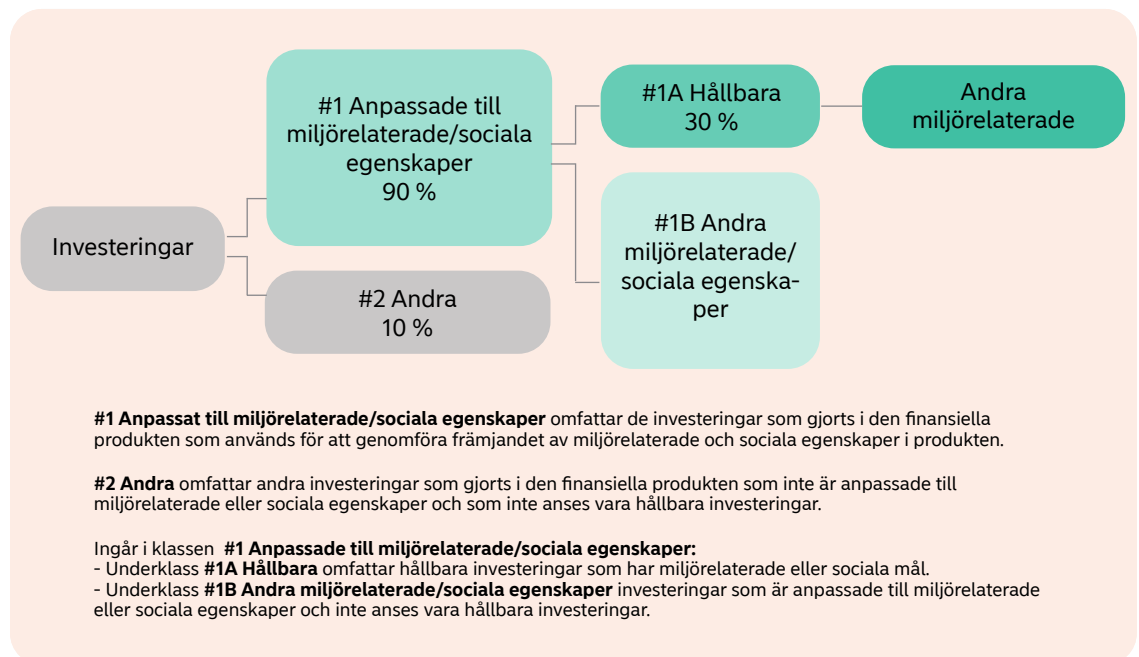 #1 Anpassade till
miljörelaterade/sociala
egenskaper
90 %
#1A Hållbara
30 %
Andra
miljörelaterade
Investeringar
#1B Andra
miljörelaterade/
sociala egenska-
per
#2 Andra
10 %
#1 Anpassat till miljörelaterade/sociala egenskaper omfattar de investeringar som gjorts i den finansiella
produkten som används för att genomföra främjandet av miljörelaterade och sociala egenskaper i produkten.
#2 Andra omfattar andra investeringar som gjorts i den finansiella produkten som inte är anpassade till
miljörelaterade eller sociala egenskaper och som inte anses vara hållbara investeringar.
Ingår i klassen #1 Anpassade till miljörelaterade/sociala egenskaper:
- Underklass #1A Hållbara omfattar hållbara investeringar som har miljörelaterade eller sociala mål.
- Underklass #1B Andra miljörelaterade/sociala egenskaper investeringar som är anpassade till miljörelaterade
eller sociala egenskaper och inte anses vara hållbara investeringar.